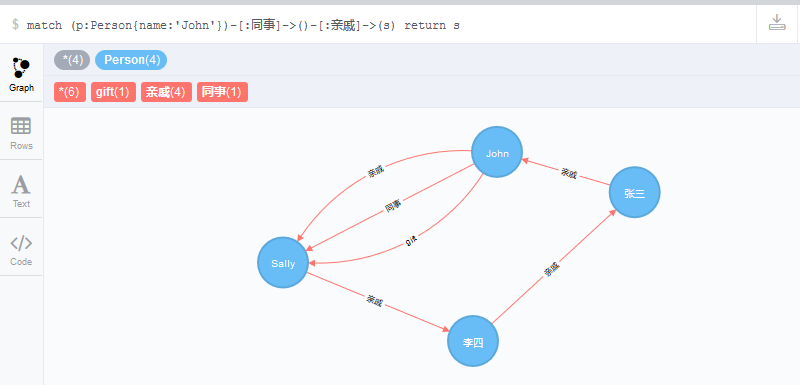 $ match (p:Person{name:'John'})-[:同事]->()-[:亲戚]->(s) return s
*(4) Person(4)
Graph
*(6) gift(1) 亲戚(4) 同事(1)
Rows
Text
Code
John
亲戚
亲戚
张三
同事
gift
Sally
亲戚
亲戚
李四